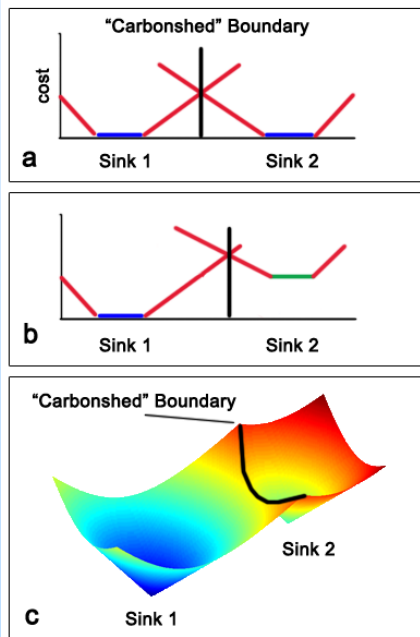 “Carbonshed” Boundary
cost
a
Sink 1
Sink 2
b
Sink 1
Sink 2
“Carbonshed” Boundary
Sink 2
c
Sink 1